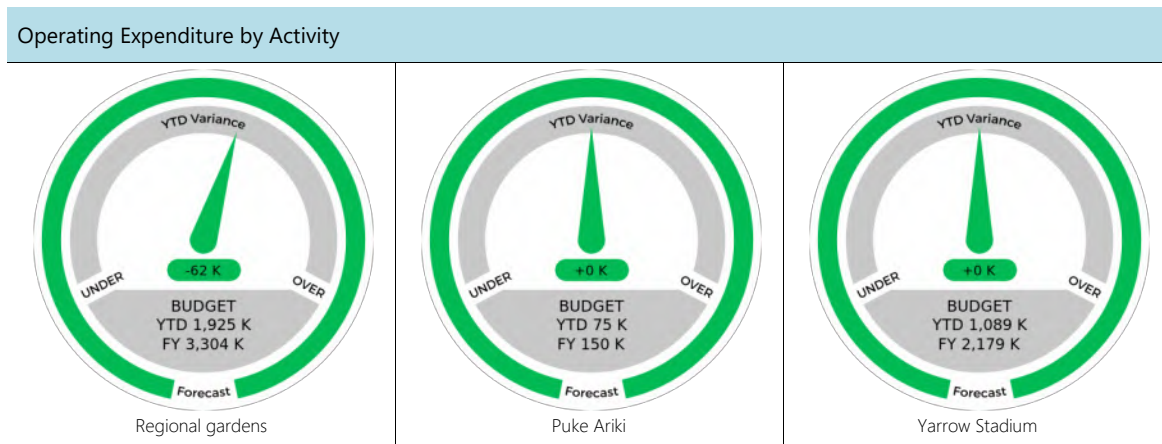 Operating Expenditure by Activity
YTD Variance
-62 K
UNDER
OVER
BUDGET
YTD 1,925 K
FY 3,304 K
Forecast
Regional gardens
YTD Variance
+0 K
UNDER
OVER
BUDGET
YTD 75 K
FY 150 K
Forecast
Puke Ariki
YTD Variance
+0 K
UNDER
OVER
BUDGET
YTD 1,089 K
FY 2,179 K
Forecast
Yarrow Stadium